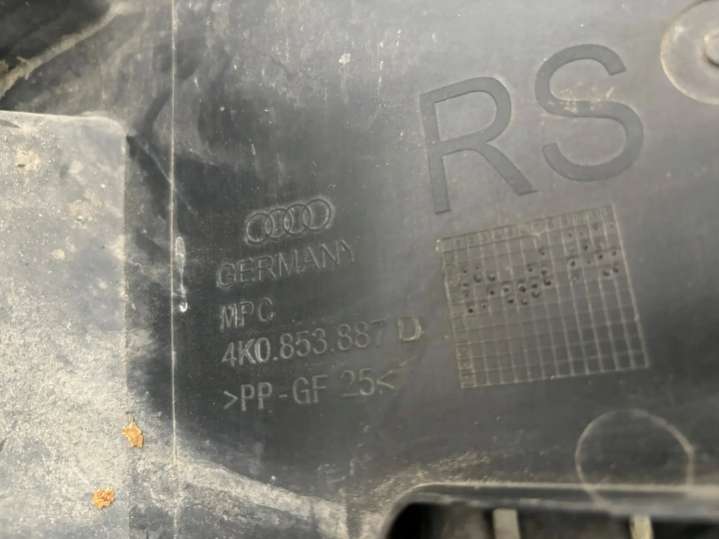 RS
GERMANY
MPC
4K0.853.887 D
>PP-GF 25<